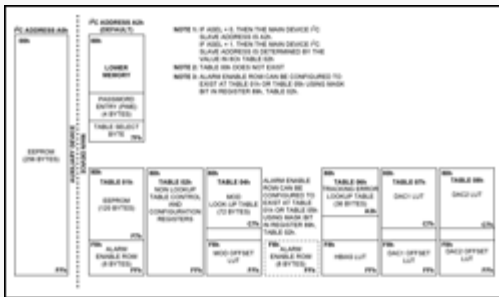 I²C ADDRESS A0h
I²C ADDRESS A2h
(DEFAULT)
NOTE 1: IF ASEL = 0, THEN THE MAIN DEVICE I²C
SLAVE ADDRESS IS A2h.
IF ASEL = 1, THEN THE MAIN DEVICE I²C
SLAVE ADDRESS IS DETERMINED BY THE
VALUE IN TABLE 02h.
NOTE 2: TABLE 00h DOES NOT EXIST
NOTE 3: ALARM ENABLE ROW CAN BE CONFIGURED TO
EXIST AT TABLE 01h OR TABLE 05h USING MASK
BIT IN REGISTER TABLE 02h.
00h
EEPROM
(256 BYTES)
FFh
AUXILIARY DEVICE
MAIN DEVICE
00h
LOWER
MEMORY
PASSWORD
ENTRY (PWE)
(4 BYTES)
TABLE SELECT
BYTE
7Fh
80h
TABLE 01h
EEPROM
(120 BYTES)
F7h
F8h
ALARM
ENABLE ROW
(8 BYTES)
FFh
80h
TABLE 02h
NON LOOKUP
TABLE CONTROL
AND
CONFIGURATION
REGISTERS
FFh
80h
TABLE 04h
MOD
LOOK UP TABLE
(72 BYTES)
C7h
F8h
MOD OFFSET
LUT
FFh
ALARM ENABLE
ROW CAN BE
CONFIGURED TO
EXIST AT TABLE
01h OR TABLE 05h
USING MASK BIT
IN REGISTER
TABLE 02h.
F8h
ALARM
ENABLE ROW
(8 BYTES)
FFh
80h
TABLE 06h
TRACKING ERROR
LOOKUP TABLE
(36 BYTES)
A3h
F8h
HBIAS LUT
FFh
80h
TABLE 07h
DAC1 LUT
C7h
F8h
DAC1 OFFSET
LUT
FFh
80h
TABLE 08h
DAC2 LUT
C7h
F8h
DAC2 OFFSET
LUT
FFh